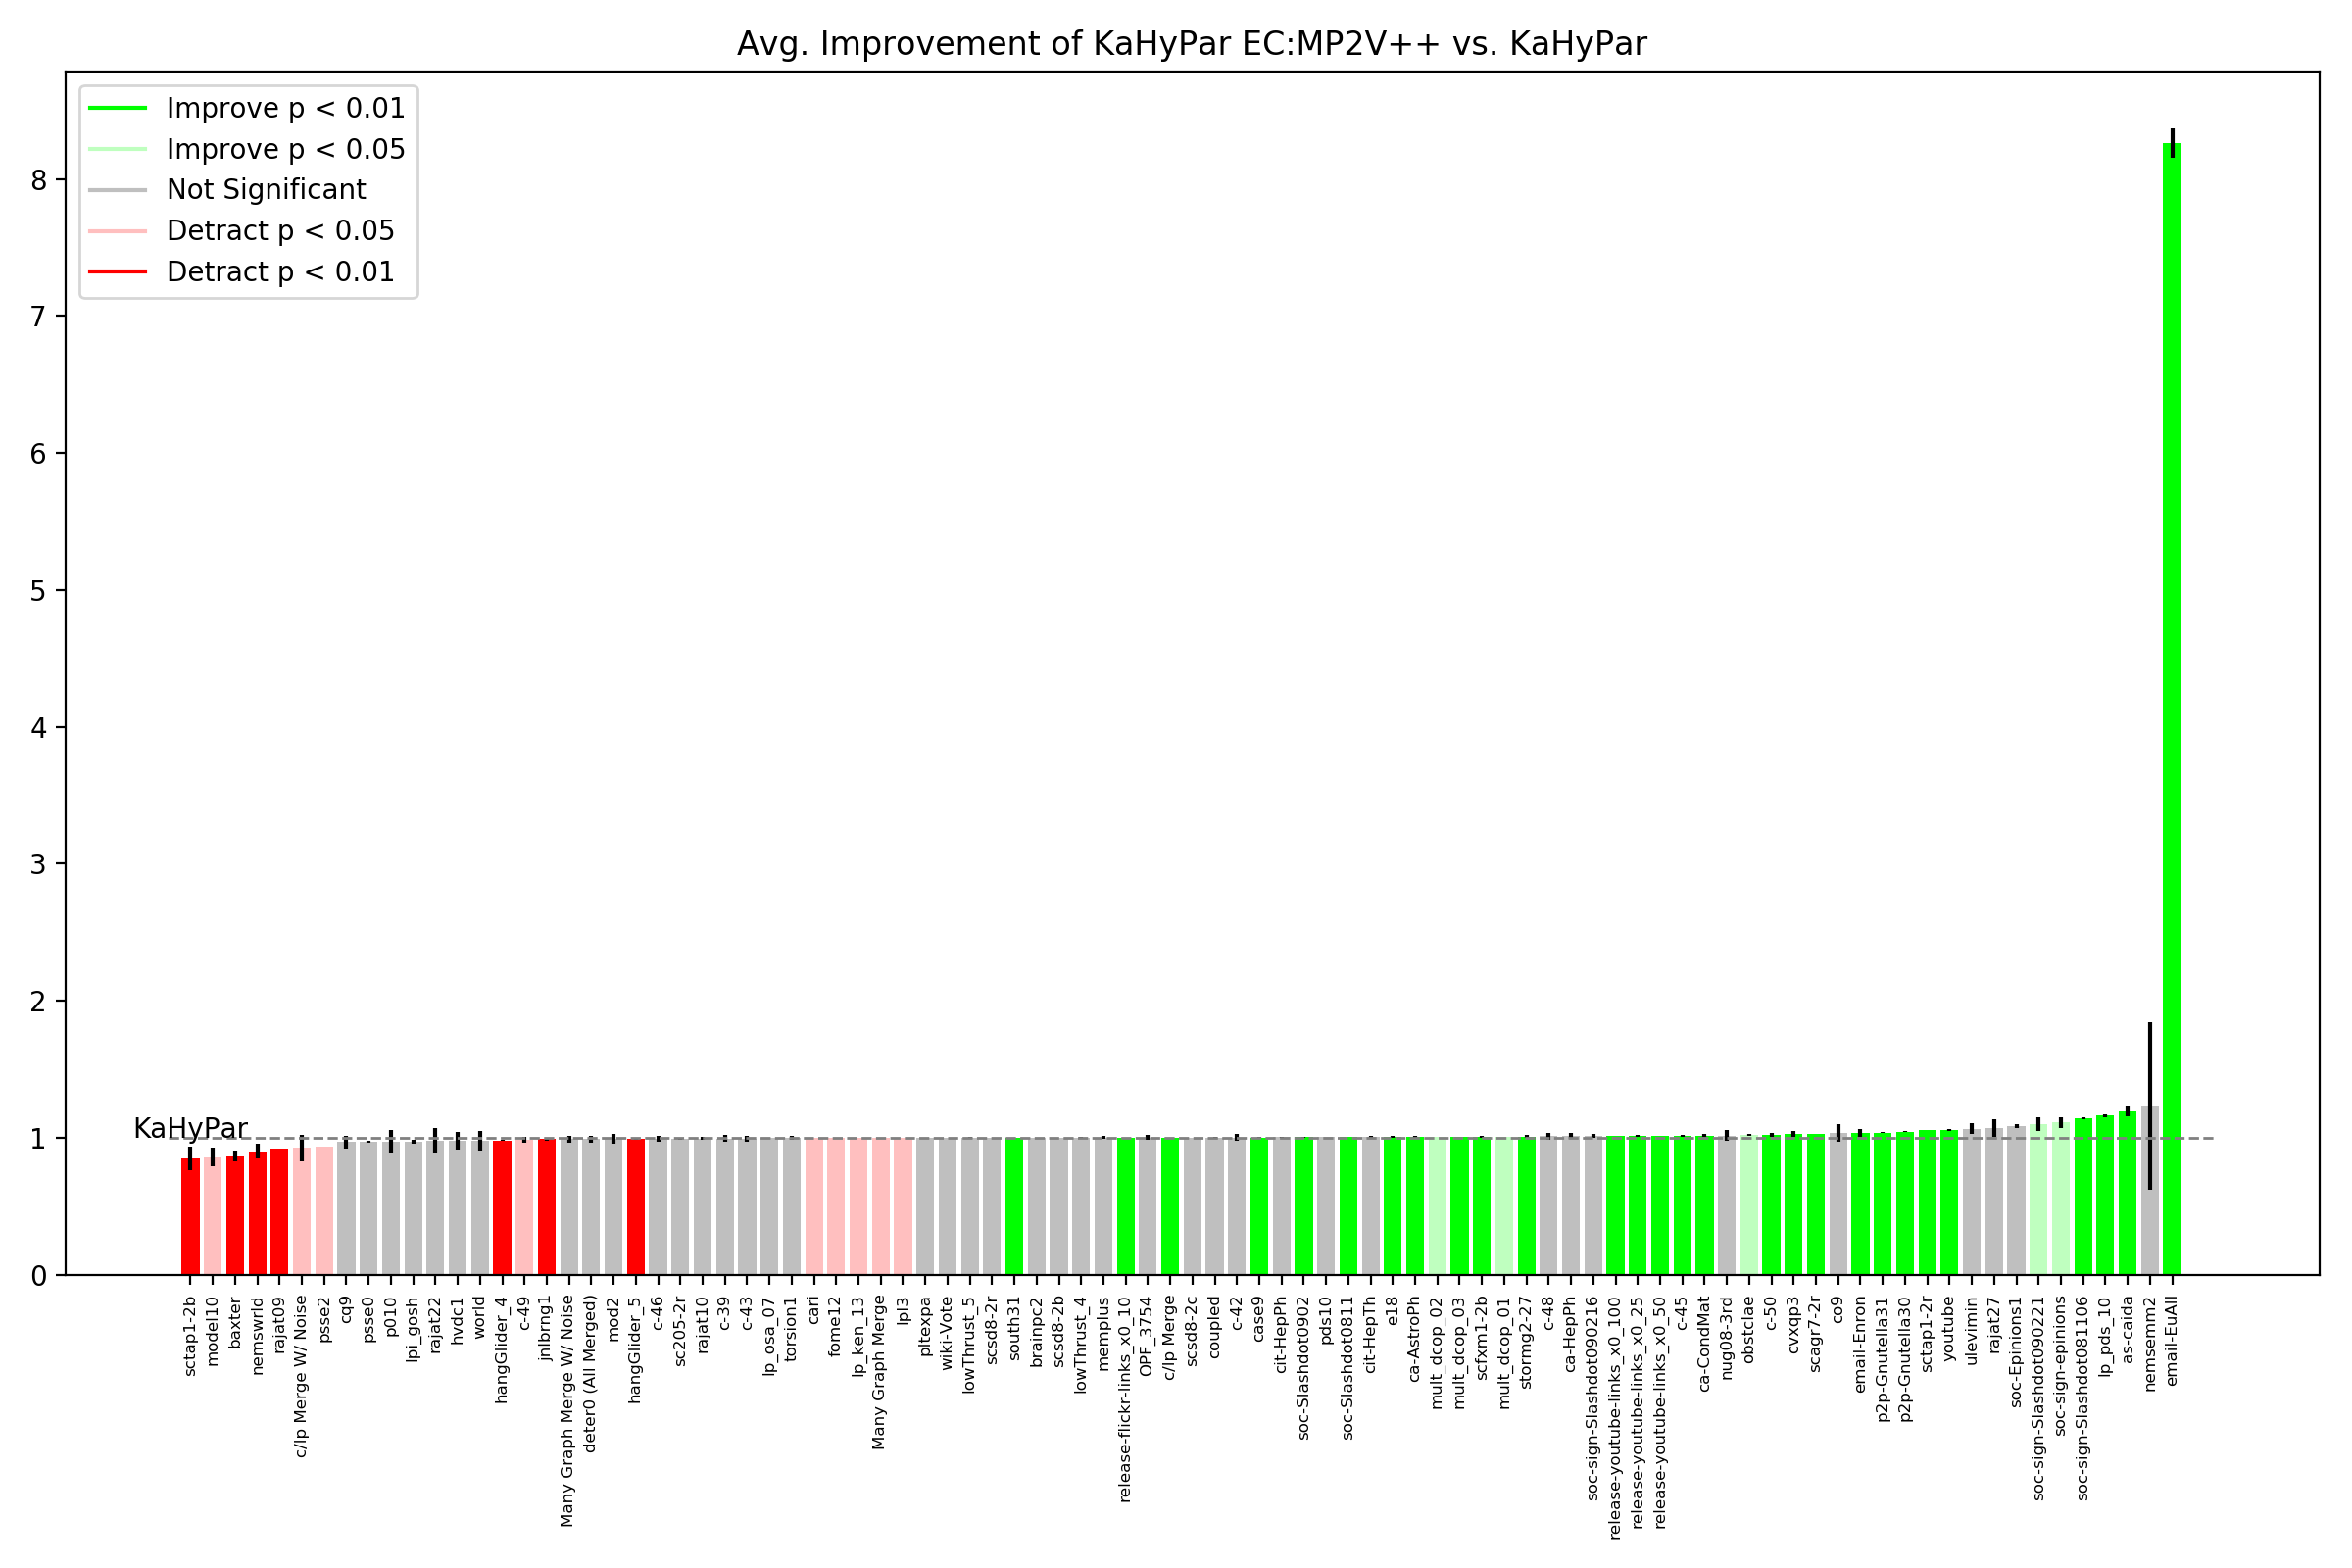 Avg. Improvement of KaHyPar EC:MP2V++ vs. KaHyPar
Improve p < 0.01
Improve p < 0.05
Not Significant
Detract p < 0.05
Detract p < 0.01
8
7
6
5
4
3
2
1
0
KaHyPar
sctap1-2b
model10
baxter
nemswrld
rajat09
c/lp Merge W/ Noise
psse2
cq9
psse0
p010
lpi_gosh
rajat22
hvdc1
world
hangGlider_4
c-49
jnlbrng1
Many Graph Merge W/ Noise
deter0 (All Merged)
mod2
hangGlider_5
c-46
sc205-2r
rajat10
c-39
c-43
lp_osa_07
torsion1
cari
fome12
lp_ken_13
Many Graph Merge
lpl3
pltexpa
wiki-Vote
lowThrust_5
scsd8-2r
south31
brainpc2
scsd8-2b
lowThrust_4
memplus
release-flickr-links_x0_10
OPF_3754
c/lp Merge
scsd8-2c
coupled
c-42
case9
cit-HepPh
soc-Slashdot0902
pds10
soc-Slashdot0811
cit-HepTh
e18
ca-AstroPh
mult_dcop_02
mult_dcop_03
scfxm1-2b
mult_dcop_01
stormg2-27
c-48
ca-HepPh
soc-sign-Slashdot090216
release-youtube-links_x0_100
release-youtube-links_x0_25
release-youtube-links_x0_50
c-45
ca-CondMat
nug08-3rd
obstclae
c-50
cvxqp3
scagr7-2r
co9
email-Enron
p2p-Gnutella31
p2p-Gnutella30
sctap1-2r
youtube
ulevimin
rajat27
soc-Epinions1
soc-sign-Slashdot090221
soc-sign-epinions
soc-sign-Slashdot081106
lp_pds_10
as-caida
nemsemm2
email-EuAll